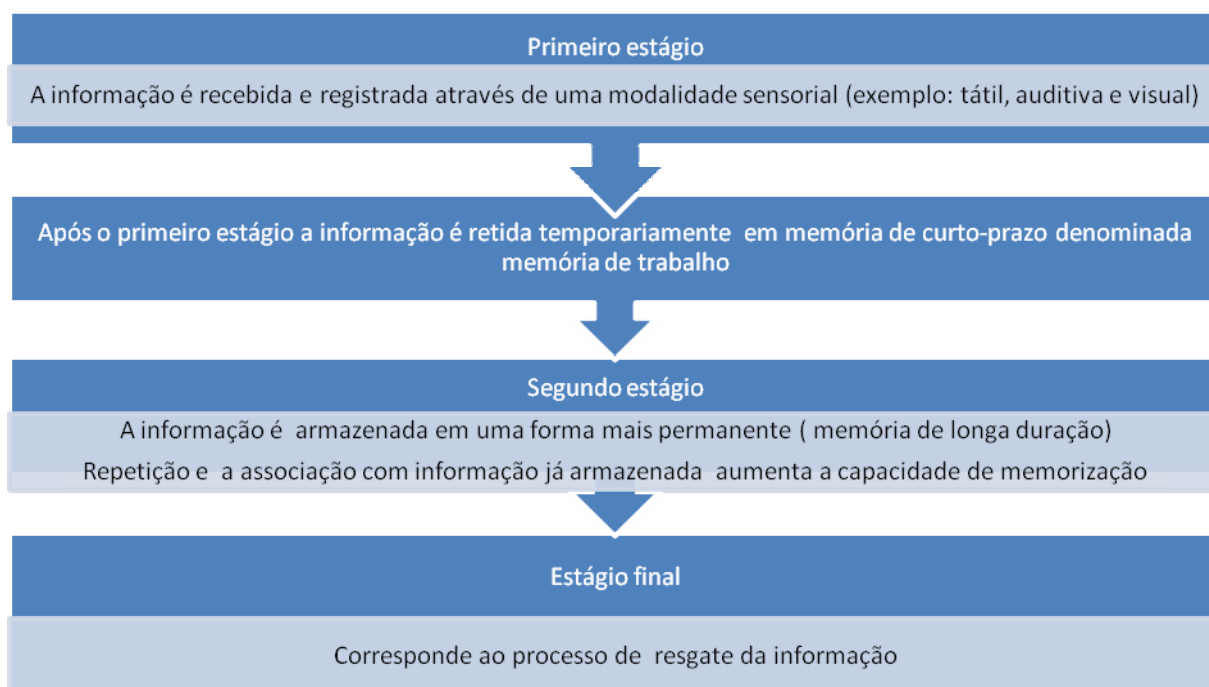 Primeiro estágio
A informação é recebida e registrada através de uma modalidade sensorial (exemplo: tátil, auditiva e visual)
Após o primeiro estágio a informação é retida temporariamente em memória de curto-prazo denominada
memória de trabalho
Segundo estágio
A informação é armazenada em uma forma mais permanente ( memória de longa duração)
Repetição e a associação com informação já armazenada aumenta a capacidade de memorização
Estágio final
Corresponde ao processo de resgate da informação